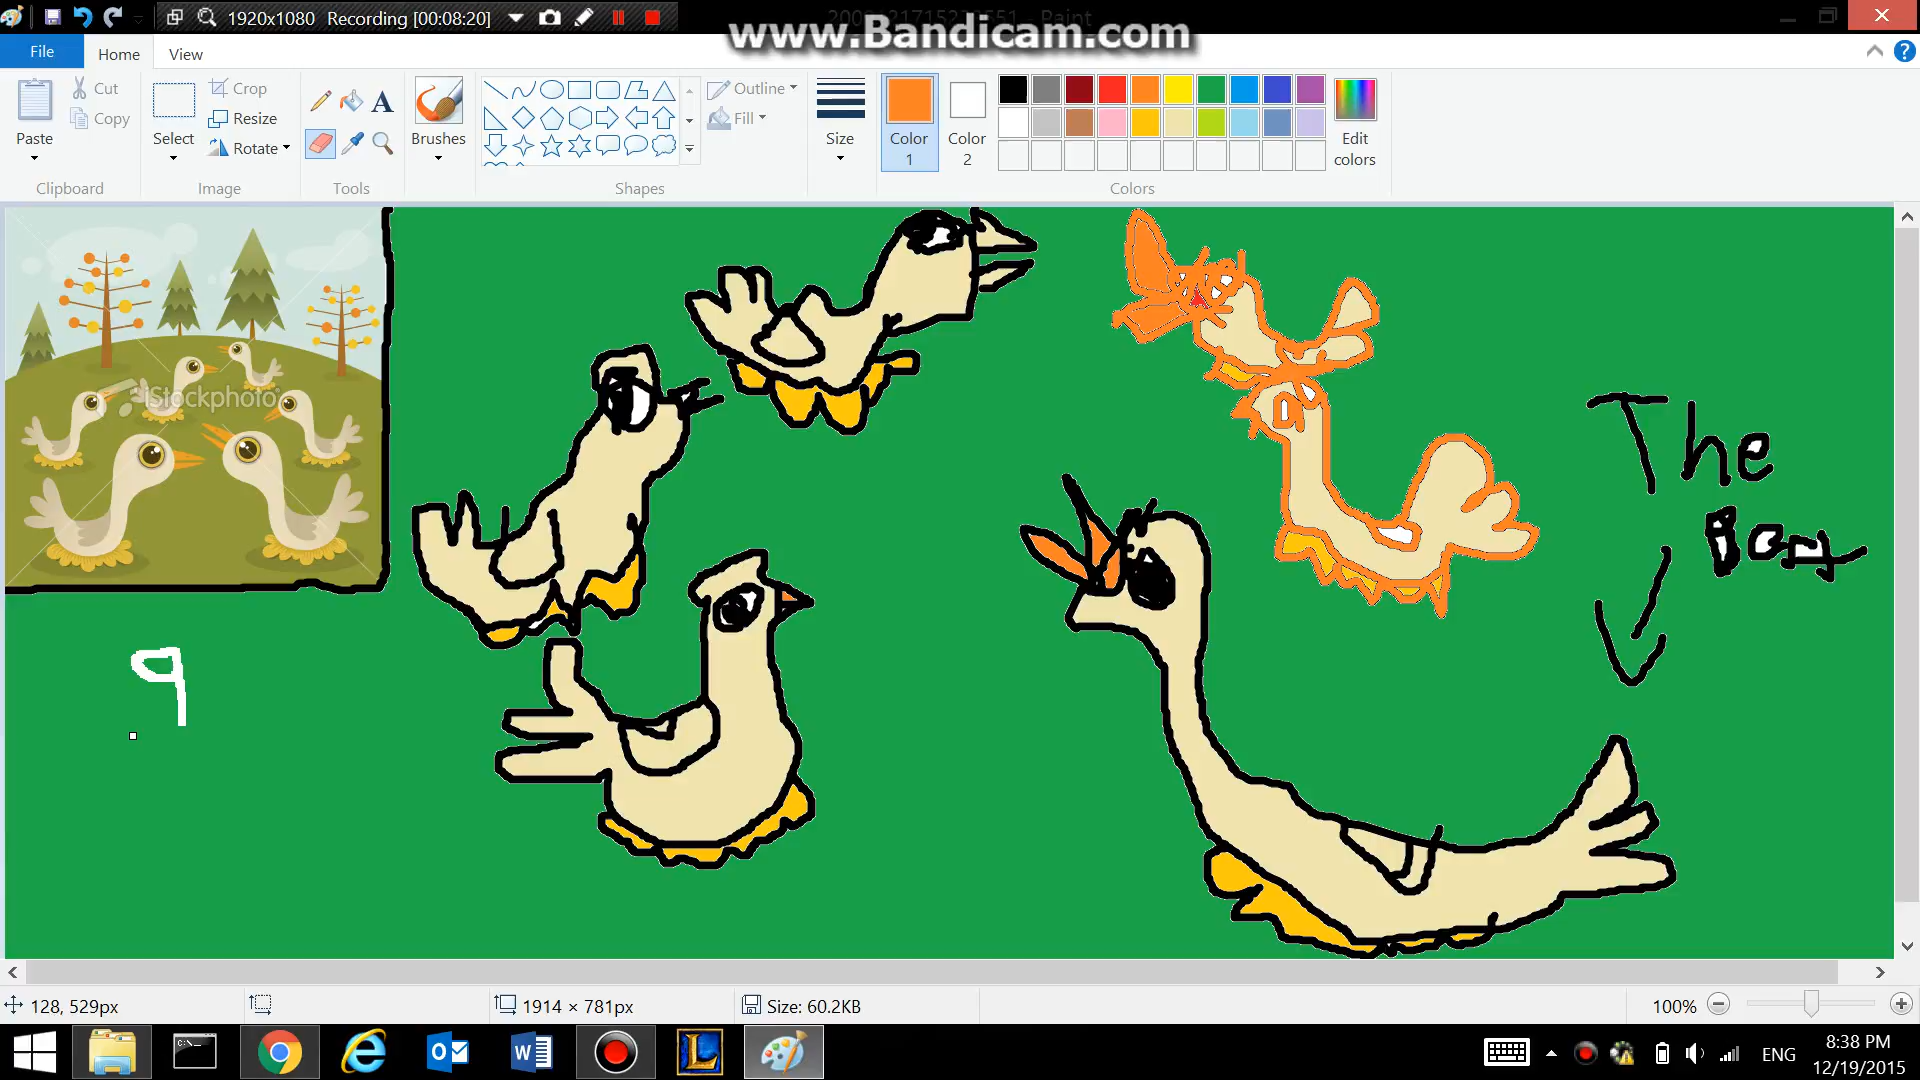 1920x1080 Recording [00:08:20]
www.Bandicam.com
File Home View
Paste
Cut
Copy
Clipboard
Select
Crop
Resize
Rotate
Image
Tools
Brushes
Shapes
Outline
Fill
Size
Color 1
Color 2
Edit colors
Colors
iStockphoto
The
Boy
9
128, 529px
1914 × 781px
Size: 60.2KB
100%
ENG
8:38 PM
12/19/2015